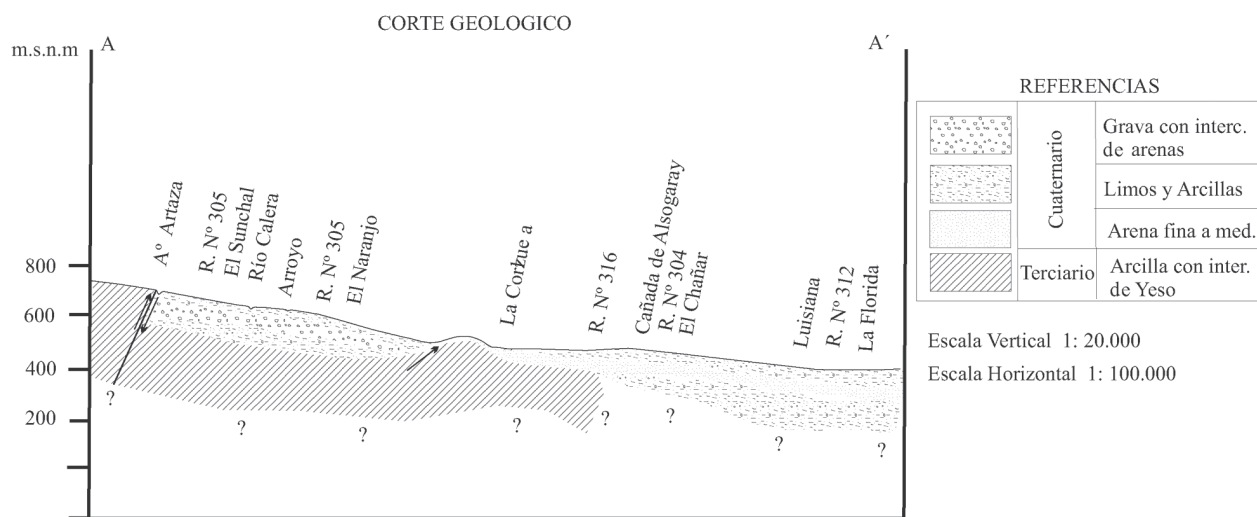 CORTE GEOLOGICO
m.s.n.m
A
A´
800
600
400
200
Aº Artaza
R. Nº 305
El Sunchal
Río Calera
Arroyo
R. Nº 305
El Naranjo
La
R. Nº 316
Cañada de Alsogaray
R. Nº 304
El Chañar
Luisiana
R. Nº 312
La Florida
?
?
?
?
?
?
?
?
REFERENCIAS
Cuaternario
Grava con interc.
de arenas
Limos y Arcillas
Arena fina a med.
Terciario
Arcilla con inter.
de Yeso
Escala Vertical 1: 20.000
Escala Horizontal 1: 100.000